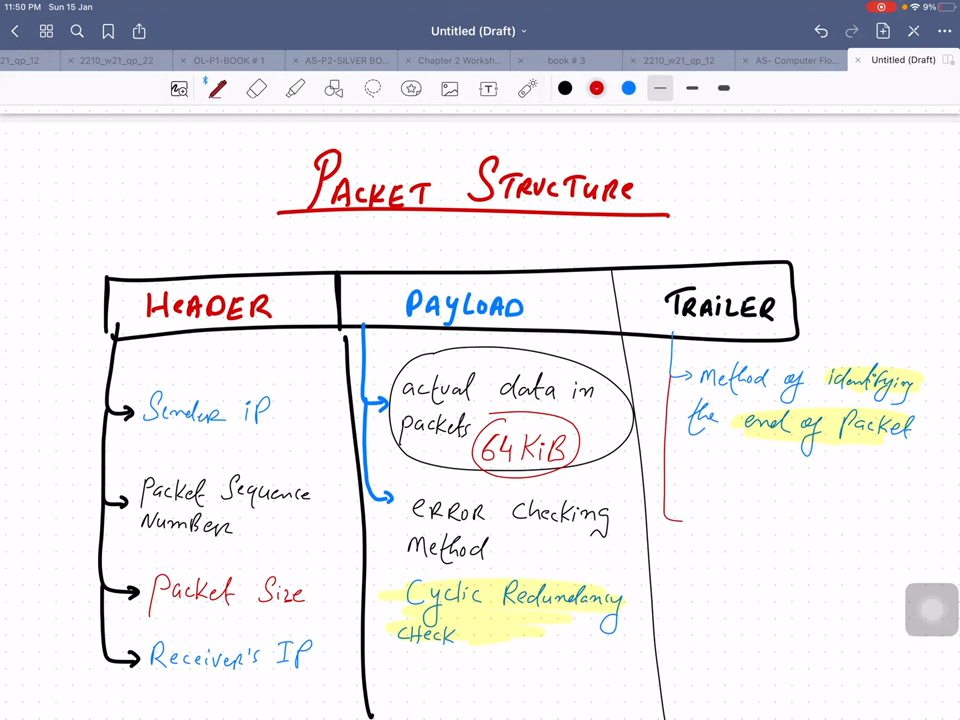 11:50 PM Sun 15 Jan
9%
Untitled (Draft)
21_qp_12
2210_w21_qp_22
OL-P1-BOOK # 1
AS-P2-SILVER BO...
Chapter 2 Worksh...
book # 3
2210_w21_qp_12
AS- Computer Flo...
Untitled (Draft)
PACKET STRUCTURE
HEADER
PAYLOAD
TRAILER
Sender iP
Packet Sequence
Number
Packet Size
Receiver's IP
actual data in
packets 64 KiB
ERROR checking
Method
Cyclic Redundancy
CHECK
Method of identifying
the end of Packet